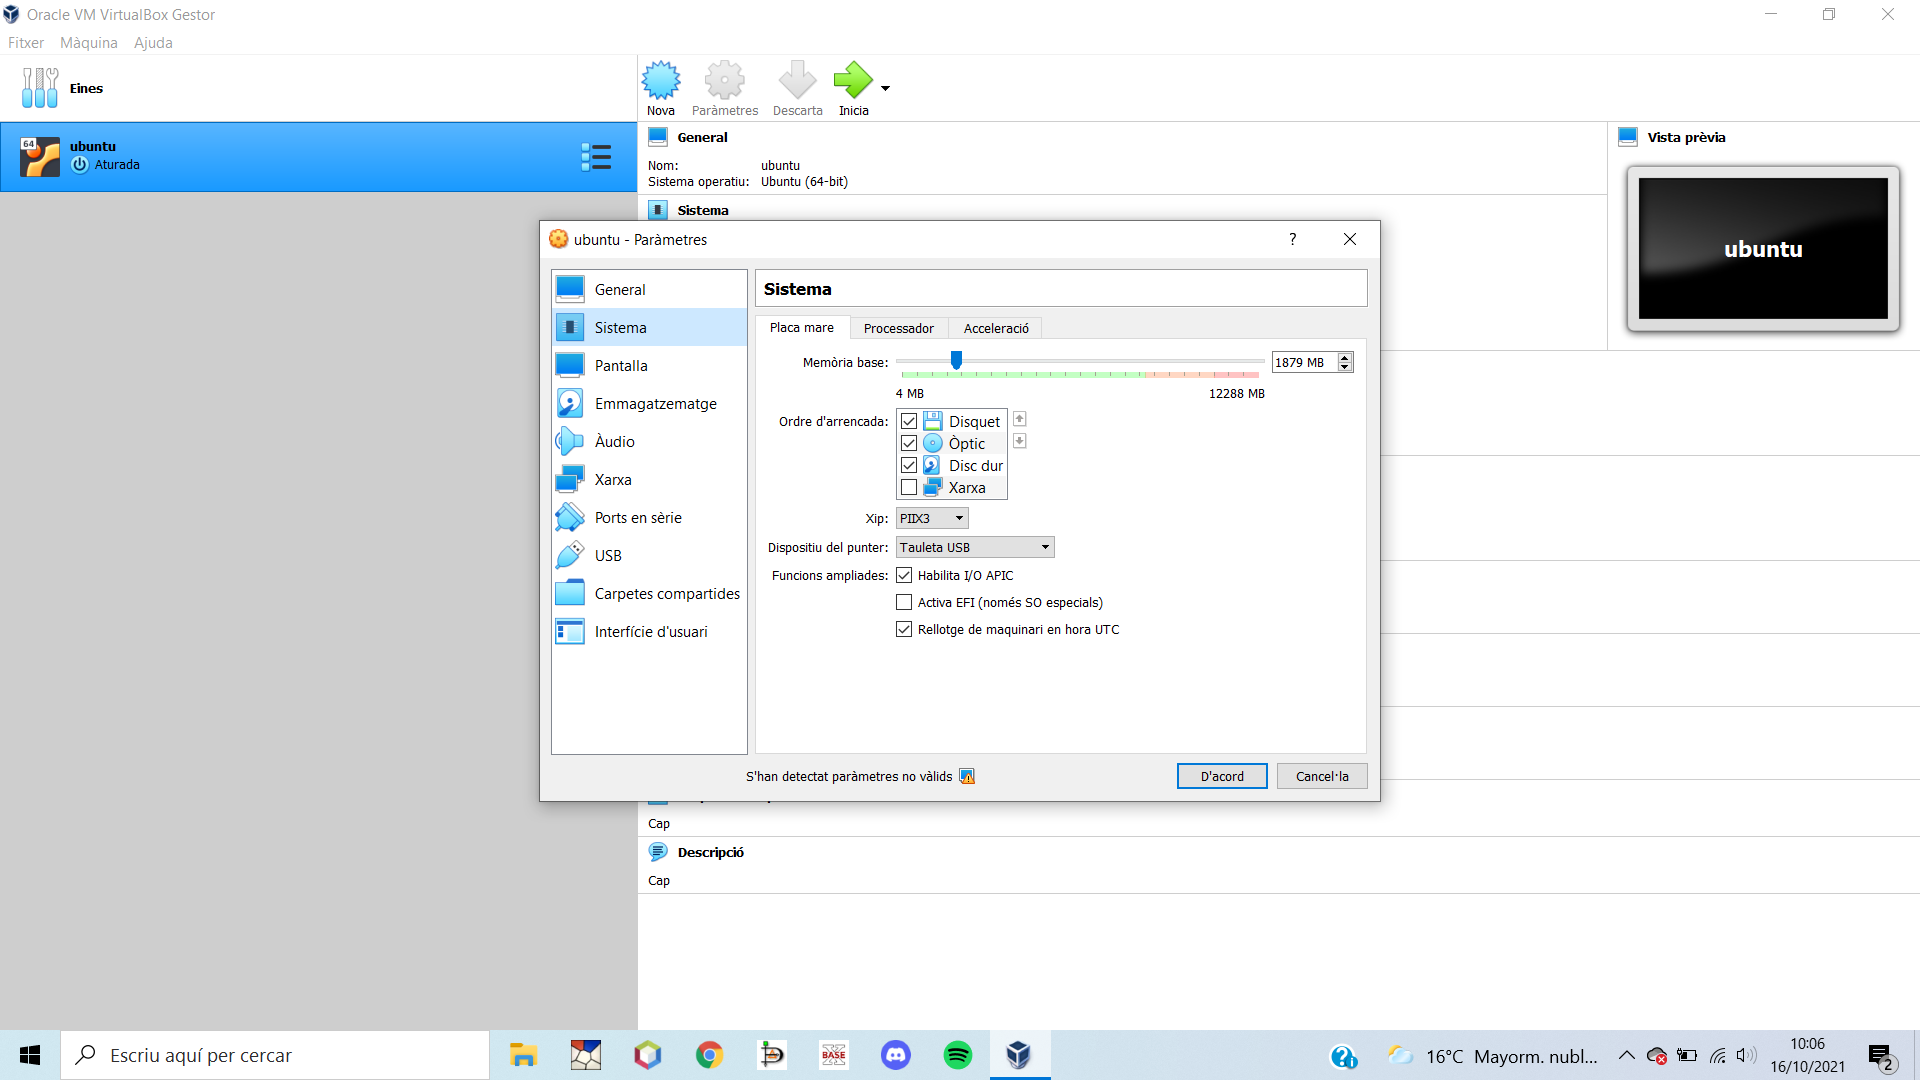 Oracle VM VirtualBox Gestor
Fitxer Màquina Ajuda
Eines
Nova Paràmetres Descarta Inicia
64
ubuntu
Aturada
General
Nom: ubuntu
Sistema operatiu: Ubuntu (64-bit)
Sistema
Vista prèvia
ubuntu
ubuntu - Paràmetres
?
General
Sistema
Pantalla
Emmagatzematge
Àudio
Xarxa
Ports en sèrie
USB
Carpetes compartides
Interfície d'usuari
Sistema
Placa mare Processador Acceleració
Memòria base: 1879 MB
4 MB 12288 MB
Ordre d'arrencada: Disquet
Òptic
Disc dur
Xarxa
Xip: PIIX3
Dispositiu del punter: Tauleta USB
Funcions ampliades: Habilita I/O APIC
Activa EFI (només SO especials)
Rellotge de maquinari en hora UTC
S'han detectat paràmetres no vàlids
D'acord Cancel·la
Cap
Descripció
Cap
Escriu aquí per cercar
BASE
16°C Mayorm. nubl...
10:06
16/10/2021
2